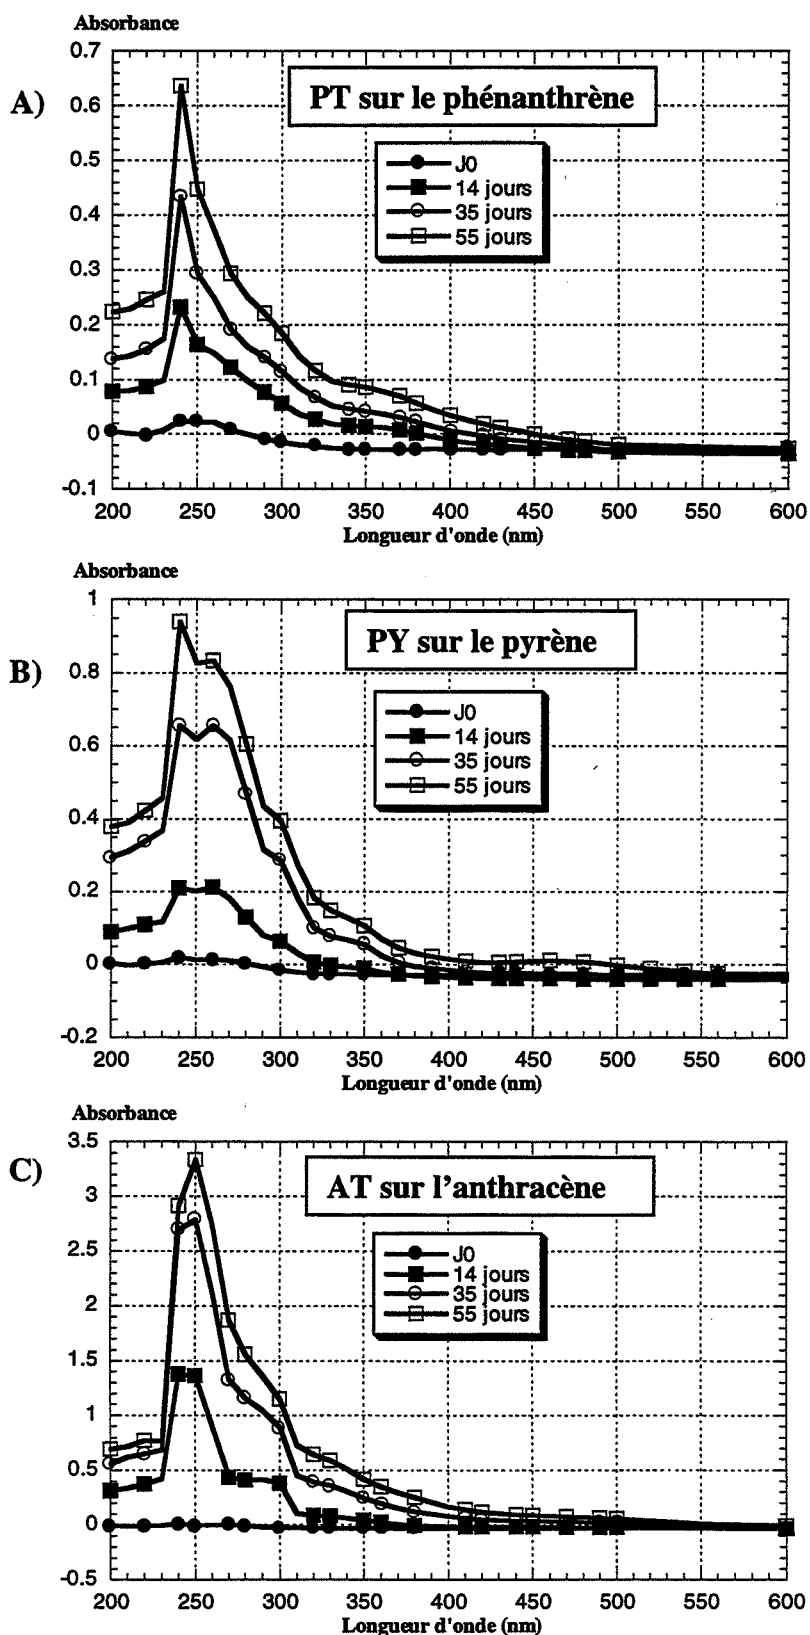 Absorbance
A)
0.7
0.6
0.5
0.4
0.3
0.2
0.1
0
-0.1
PT sur le phénanthrène
J0
14 jours
35 jours
55 jours
200 250 300 350 400 450 500 550 600
Longueur d'onde (nm)
Absorbance
B)
1
0.8
0.6
0.4
0.2
0
-0.2
PY sur le pyrène
J0
14 jours
35 jours
55 jours
200 250 300 350 400 450 500 550 600
Longueur d'onde (nm)
Absorbance
C)
3.5
3
2.5
2
1.5
1
0.5
0
-0.5
AT sur l'anthracène
J0
14 jours
35 jours
55 jours
200 250 300 350 400 450 500 550 600
Longueur d'onde (nm)